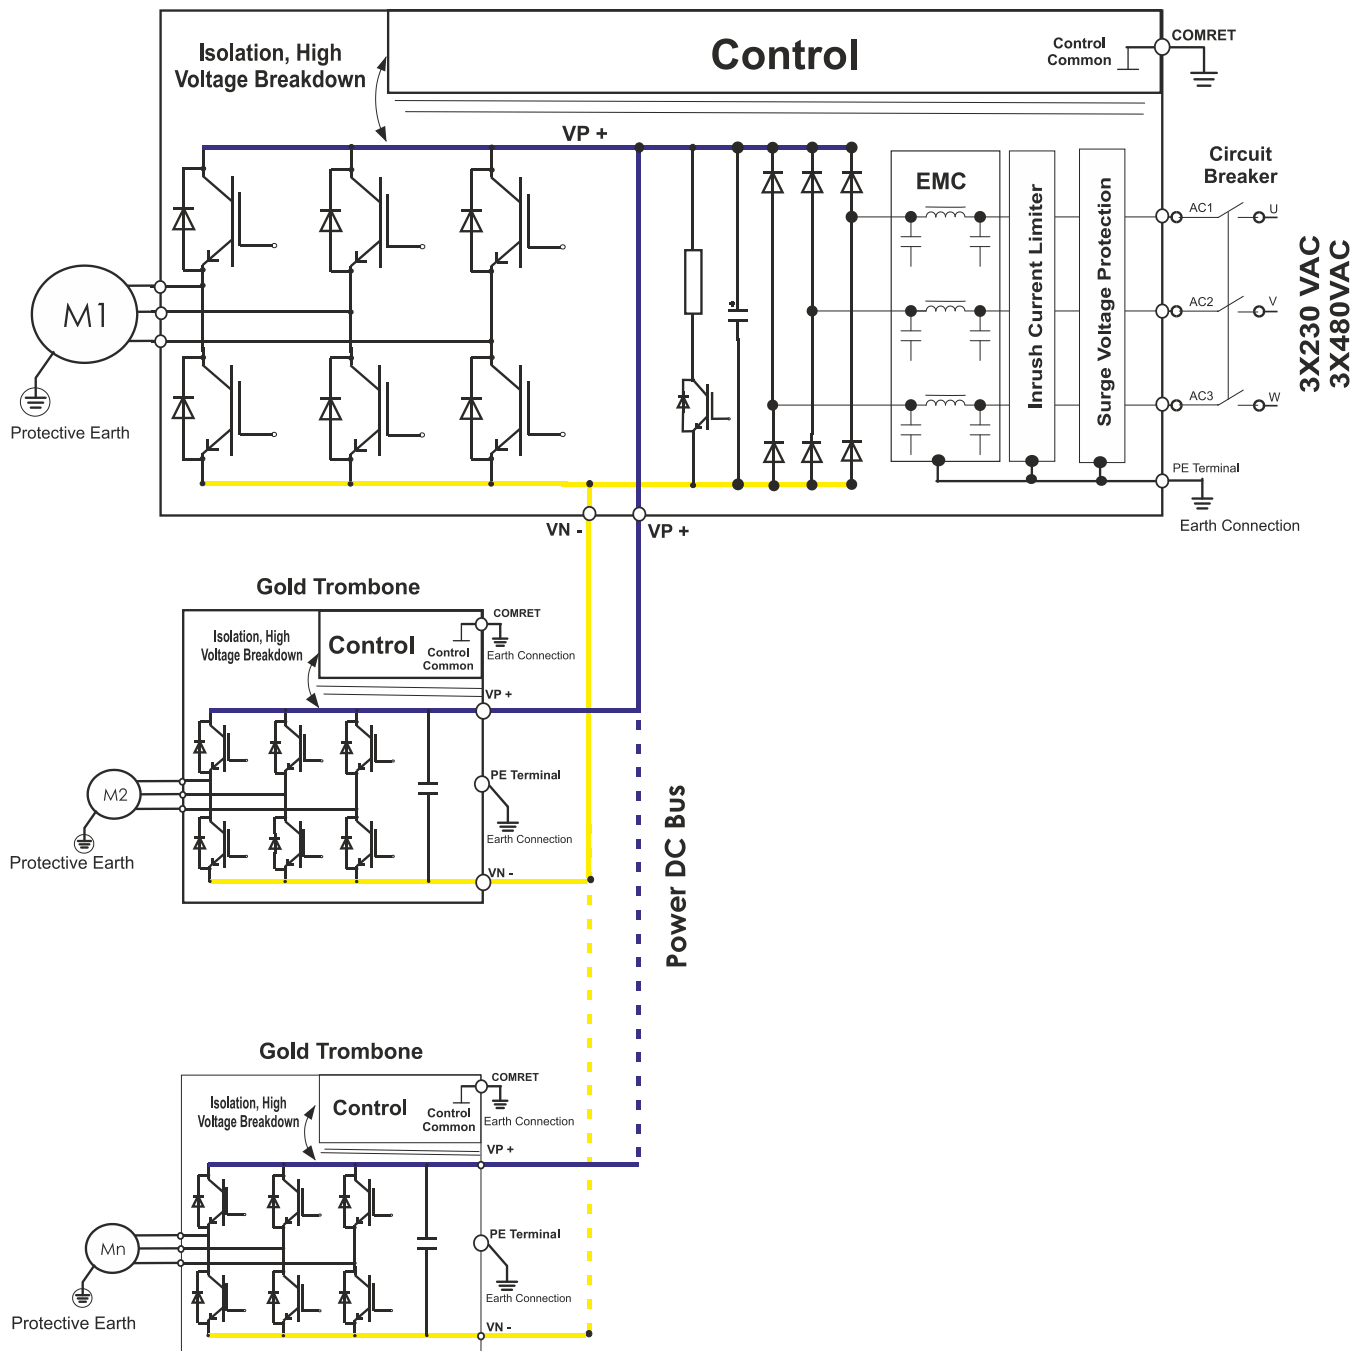 Isolation, High
Voltage Breakdown
Control
Control
Common
COMRET
VP +
EMC
Inrush Current Limiter
Surge Voltage Protection
Circuit
Breaker
AC1
U
AC2
V
AC3
W
3X230 VAC
3X480VAC
M1
Protective Earth
PE Terminal
Earth Connection
VN -
VP +
Gold Trombone
Isolation, High
Voltage Breakdown
Control
Control
Common
COMRET
Earth Connection
VP +
M2
Protective Earth
PE Terminal
Earth Connection
VN -
Power DC Bus
Gold Trombone
Isolation, High
Voltage Breakdown
Control
Control
Common
COMRET
Earth Connection
VP +
Mn
Protective Earth
PE Terminal
Earth Connection
VN -